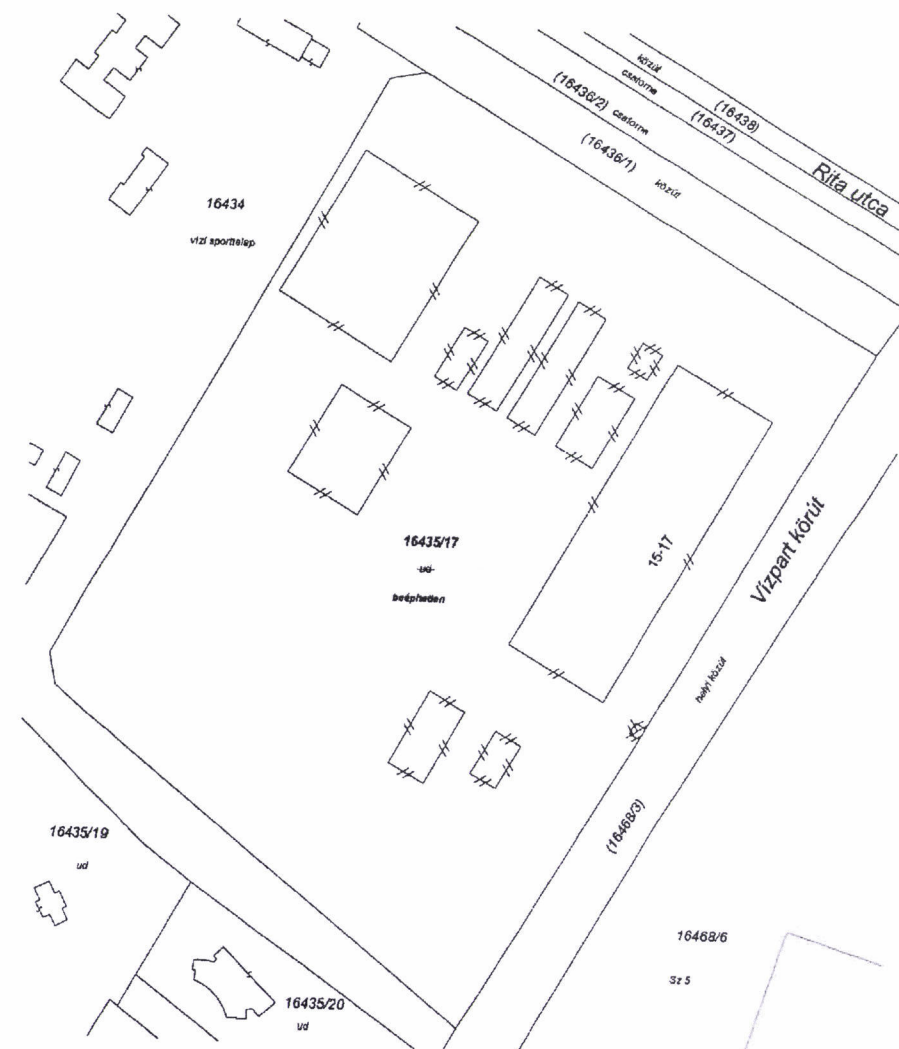 közút
(16438)
csatorna
(16437)
(16436/2) csatorna
(16436/1) közút
Rita utca
16434
vízi sporttelep
16435/17
ud
beépítetlen
15-17
Vízpart körút
helyi közút
(16468/3)
16435/19
ud
16468/6
Sz 5
16435/20
ud